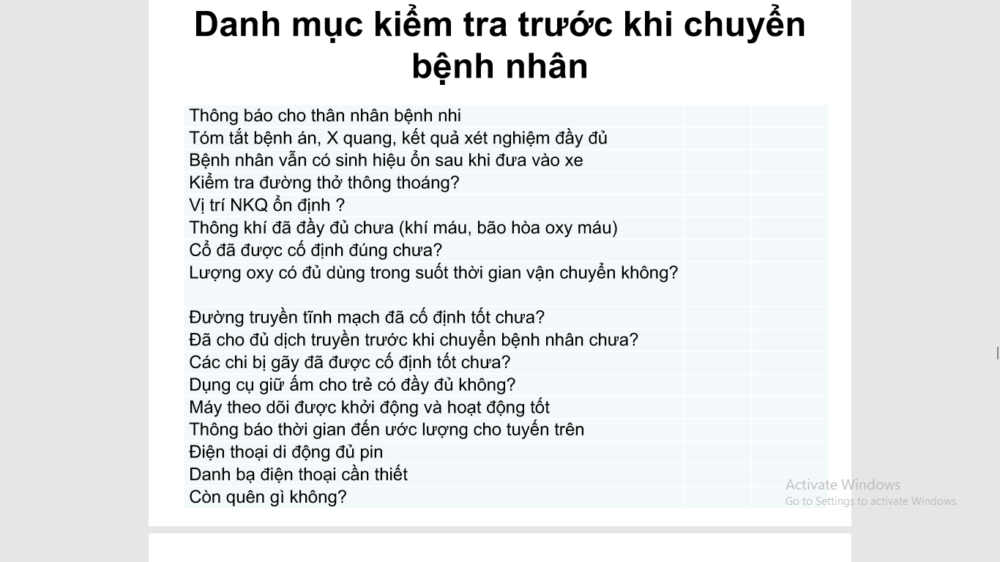 Danh mục kiểm tra trước khi chuyển
bệnh nhân
Thông báo cho thân nhân bệnh nhi
Tóm tắt bệnh án, X quang, kết quả xét nghiệm đầy đủ
Bệnh nhân vẫn có sinh hiệu ổn sau khi đưa vào xe
Kiểm tra đường thở thông thoáng?
Vị trí NKQ ổn định ?
Thông khí đã đầy đủ chưa (khí máu, bão hòa oxy máu)
Cổ đã được cố định đúng chưa?
Lượng oxy có đủ dùng trong suốt thời gian vận chuyển không?
Đường truyền tĩnh mạch đã cố định tốt chưa?
Đã cho đủ dịch truyền trước khi chuyển bệnh nhân chưa?
Các chi bị gãy đã được cố định tốt chưa?
Dụng cụ giữ ấm cho trẻ có đầy đủ không?
Máy theo dõi được khởi động và hoạt động tốt
Thông báo thời gian đến ước lượng cho tuyến trên
Điện thoại di động đủ pin
Danh bạ điện thoại cần thiết
Còn quên gì không?
Activate Windows
Go to Settings to activate Windows.